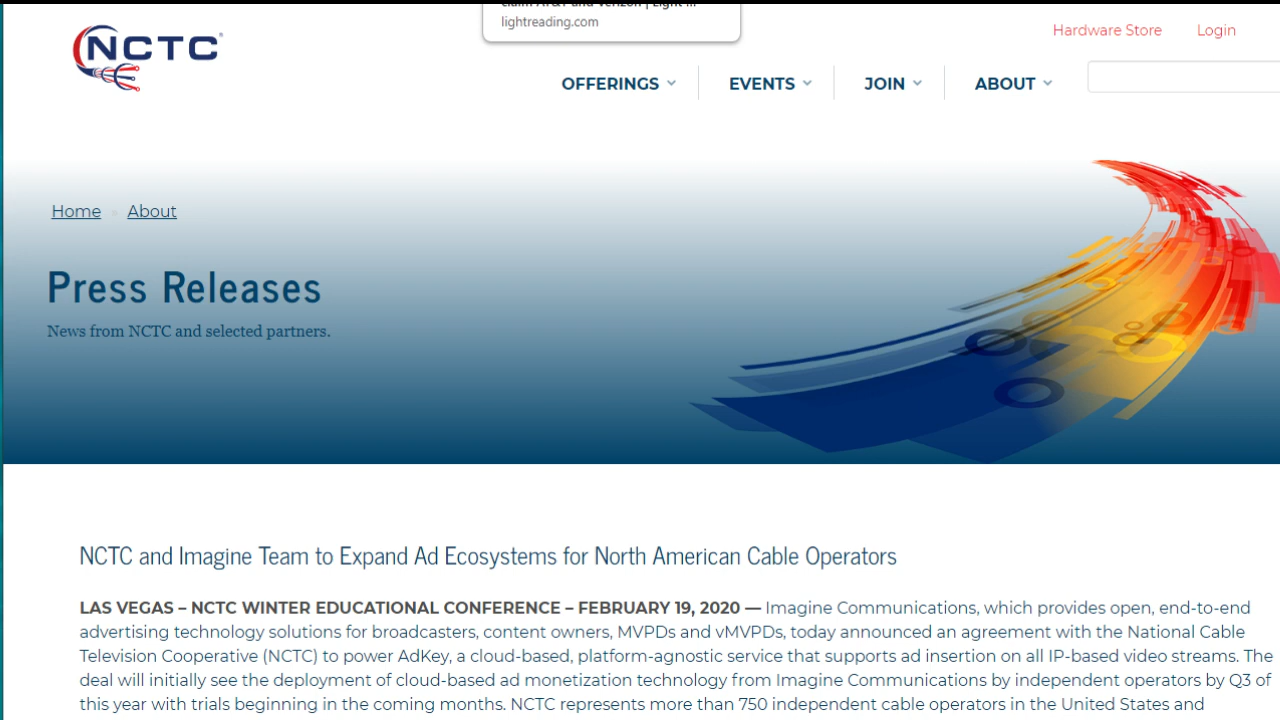 claim AT&T and Verizon | Light ...
lightreading.com
NCTC
Hardware Store
Login
OFFERINGS
EVENTS
JOIN
ABOUT
Home
About
Press Releases
News from NCTC and selected partners.
NCTC and Imagine Team to Expand Ad Ecosystems for North American Cable Operators
LAS VEGAS – NCTC WINTER EDUCATIONAL CONFERENCE – FEBRUARY 19, 2020 — Imagine Communications, which provides open, end-to-end
advertising technology solutions for broadcasters, content owners, MVPDs and vMVPDs, today announced an agreement with the National Cable
Television Cooperative (NCTC) to power AdKey, a cloud-based, platform-agnostic service that supports ad insertion on all IP-based video streams. The
deal will initially see the deployment of cloud-based ad monetization technology from Imagine Communications by independent operators by Q3 of
this year with trials beginning in the coming months. NCTC represents more than 750 independent cable operators in the United States and